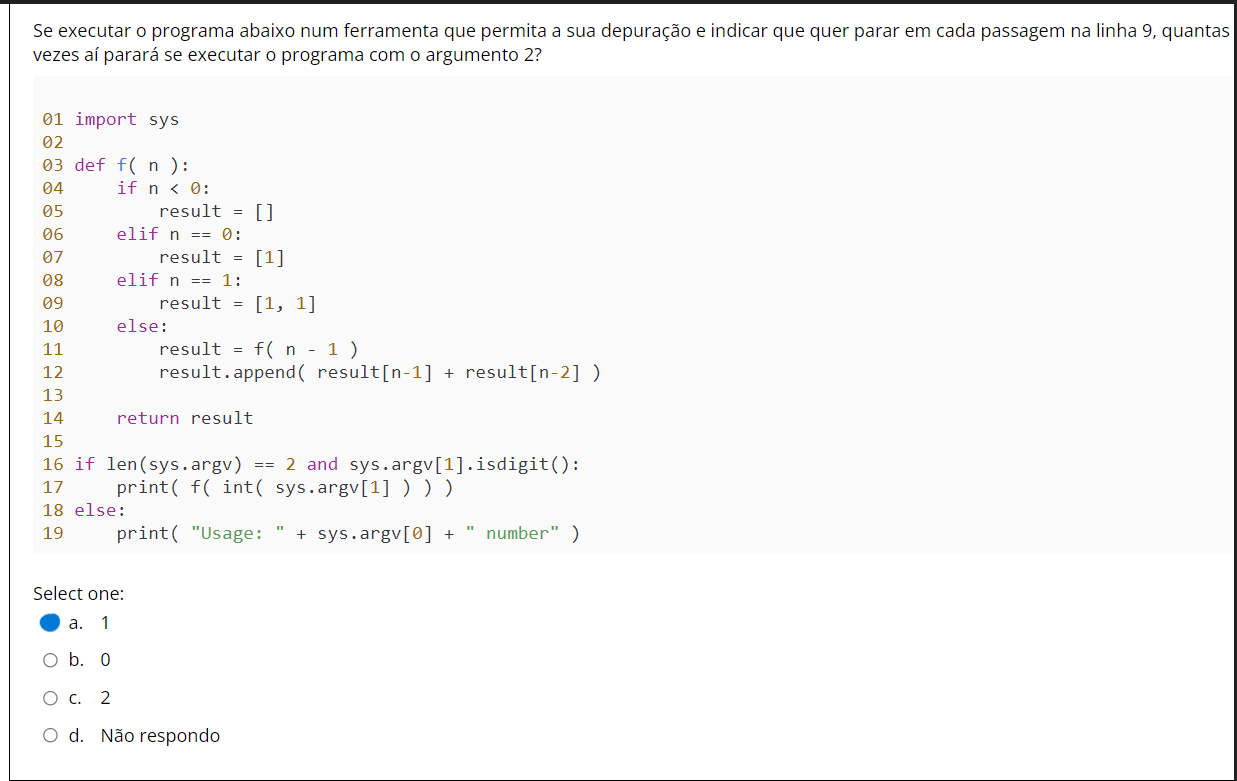 Se executar o programa abaixo num ferramenta que permita a sua depuração e indicar que quer parar em cada passagem na linha 9, quantas
vezes aí parará se executar o programa com o argumento 2?
01 import sys
02
03 def f( n ):
04     if n < 0:
05         result = []
06     elif n == 0:
07         result = [1]
08     elif n == 1:
09         result = [1, 1]
10     else:
11         result = f( n - 1 )
12         result.append( result[n-1] + result[n-2] )
13
14     return result
15
16 if len(sys.argv) == 2 and sys.argv[1].isdigit():
17     print( f( int( sys.argv[1] ) ) )
18 else:
19     print( "Usage: " + sys.argv[0] + " number" )
Select one:
a. 1
b. 0
c. 2
d. Não respondo